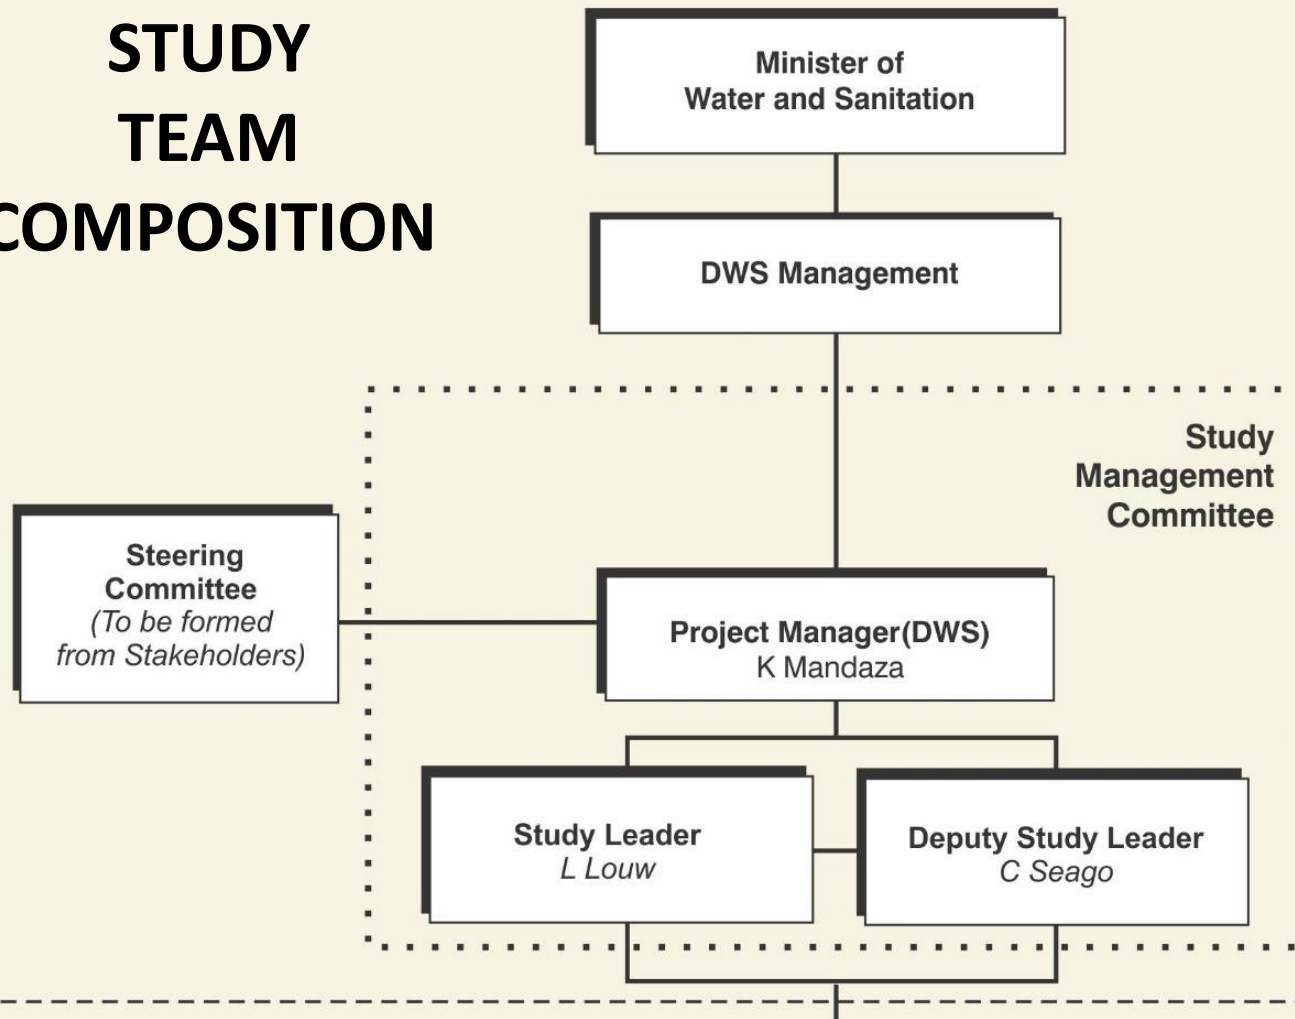 STUDY
TEAM
COMPOSITION
Minister of
Water and Sanitation
DWS Management
Study
Management
Committee
Steering
Committee
(To be formed
from Stakeholders)
Project Manager(DWS)
K Mandaza
Study Leader
L Louw
Deputy Study Leader
C Seago